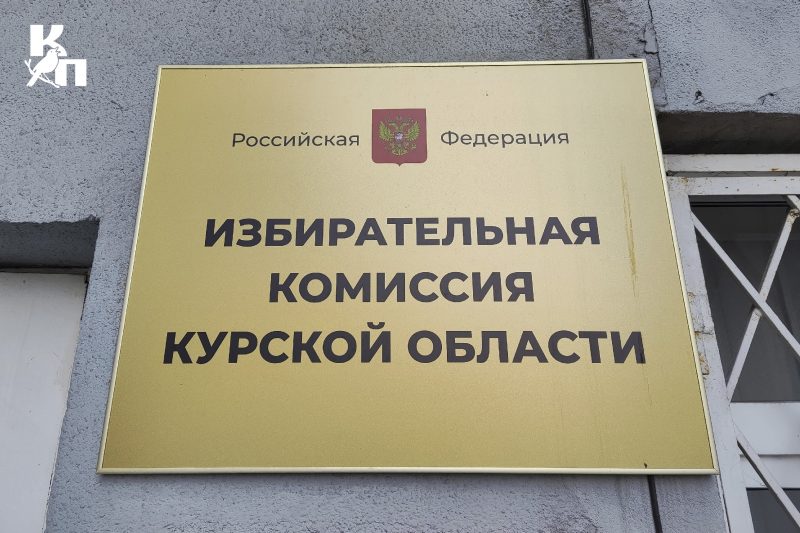 КП
Российская Федерация
ИЗБИРАТЕЛЬНАЯ
КОМИССИЯ
КУРСКОЙ ОБЛАСТИ